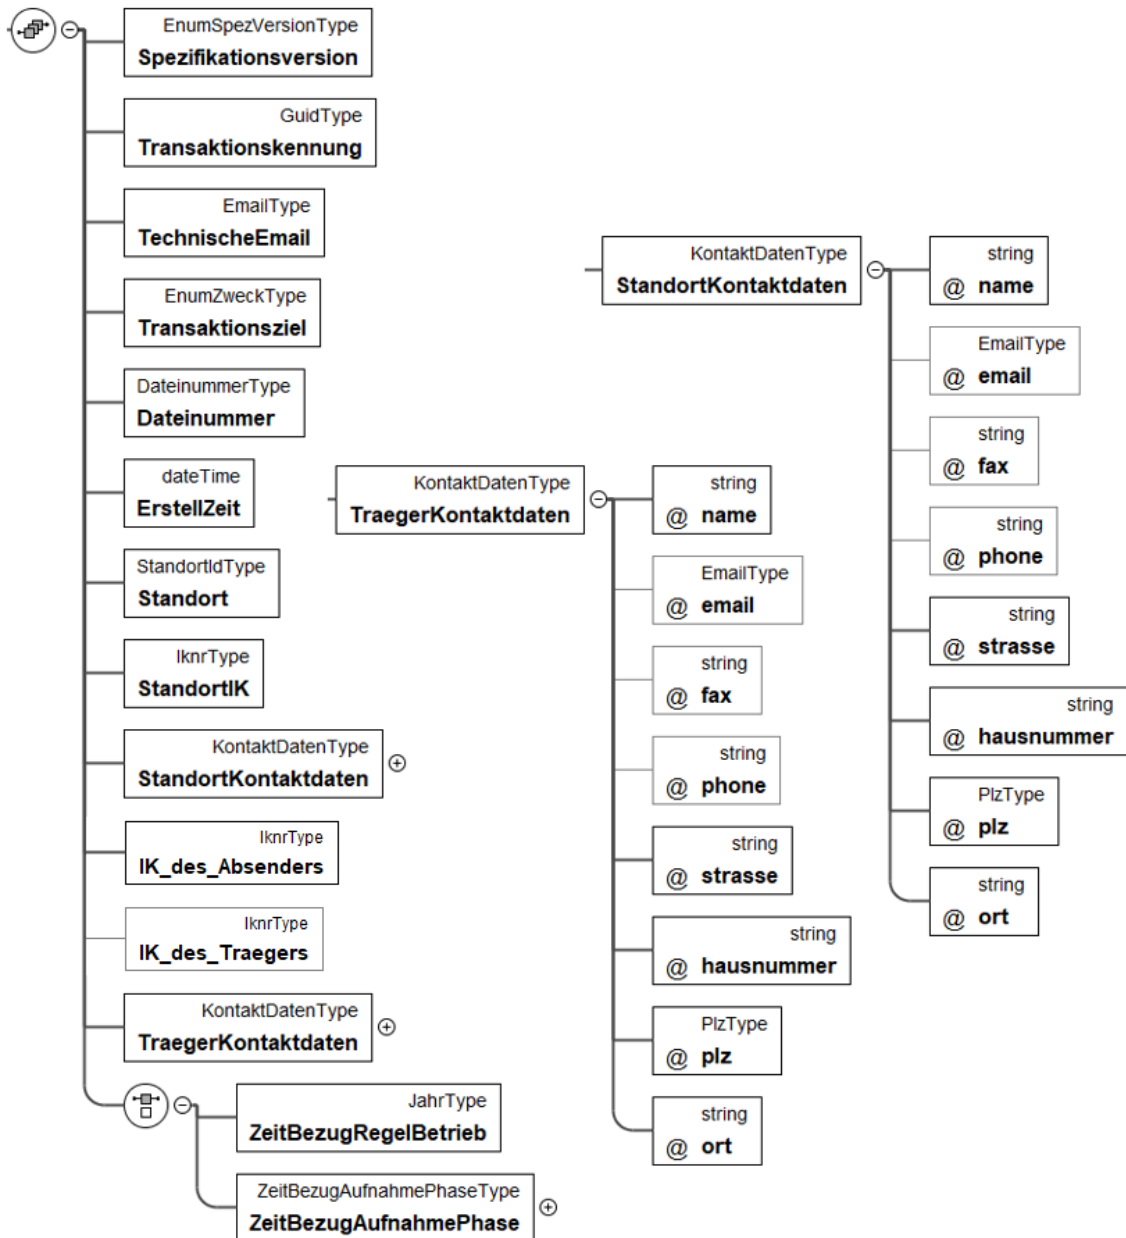 EnumSpezVersionType
Spezifikationsversion
GuidType
Transaktionskennung
EmailType
TechnischeEmail
EnumZweckType
Transaktionsziel
DateinummerType
Dateinummer
dateTime
ErstellZeit
StandortIdType
Standort
IknrType
StandortIK
KontaktDatenType
StandortKontaktdaten
IknrType
IK_des_Absenders
IknrType
IK_des_Traegers
KontaktDatenType
TraegerKontaktdaten
JahrType
ZeitBezugRegelBetrieb
ZeitBezugAufnahmePhaseType
ZeitBezugAufnahmePhase
KontaktDatenType
TraegerKontaktdaten
string
@ name
EmailType
@ email
string
@ fax
string
@ phone
string
@ strasse
string
@ hausnummer
PlzType
@ plz
string
@ ort
KontaktDatenType
StandortKontaktdaten
string
@ name
EmailType
@ email
string
@ fax
string
@ phone
string
@ strasse
string
@ hausnummer
PlzType
@ plz
string
@ ort